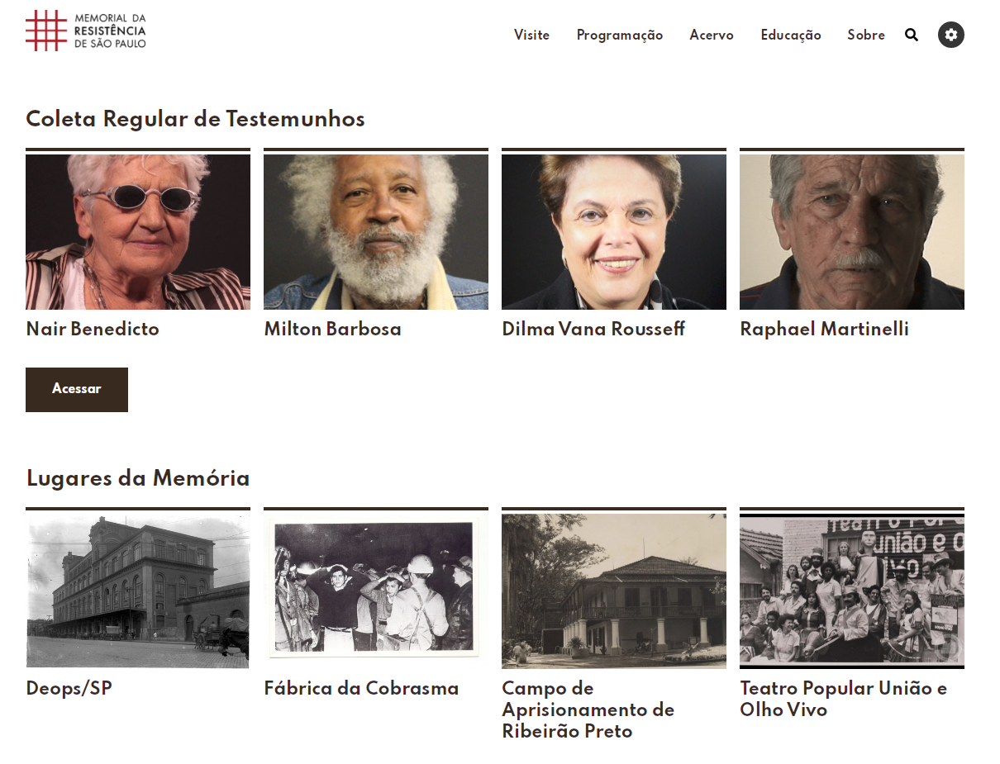 MEMORIAL DA
RESISTÊNCIA
DE SÃO PAULO
Visite
Programação
Acervo
Educação
Sobre
Coleta Regular de Testemunhos
Nair Benedicto
Milton Barbosa
Dilma Vana Rousseff
Raphael Martinelli
Acessar
Lugares da Memória
união e o
Deops/SP
Fábrica da Cobrasma
Campo de
Aprisionamento de
Ribeirão Preto
Teatro Popular União e
Olho Vivo